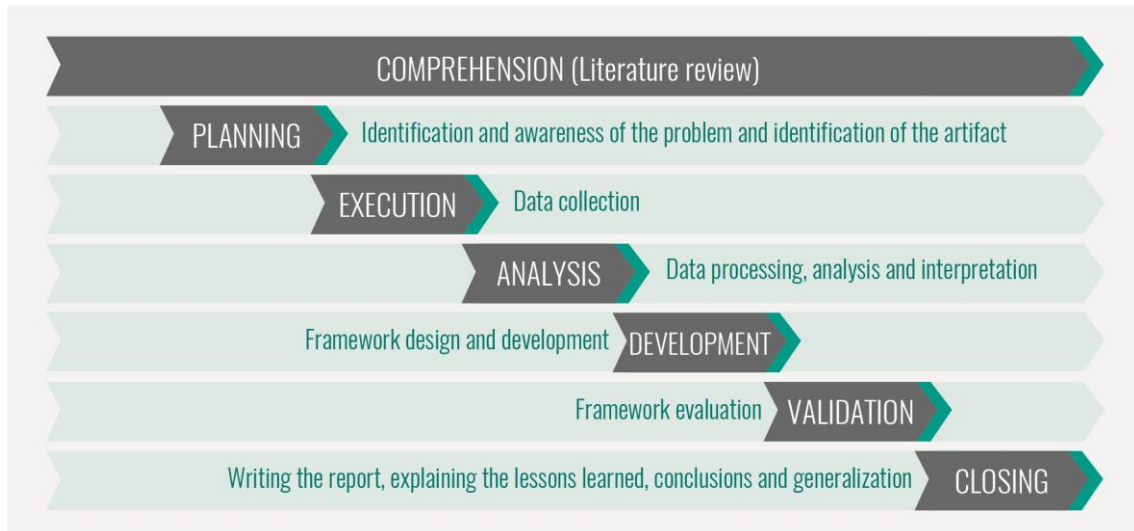 COMPREHENSION (Literature review)
PLANNING Identification and awareness of the problem and identification of the artifact
EXECUTION Data collection
ANALYSIS Data processing, analysis and interpretation
Framework design and development DEVELOPMENT
Framework evaluation VALIDATION
Writing the report, explaining the lessons learned, conclusions and generalization CLOSING